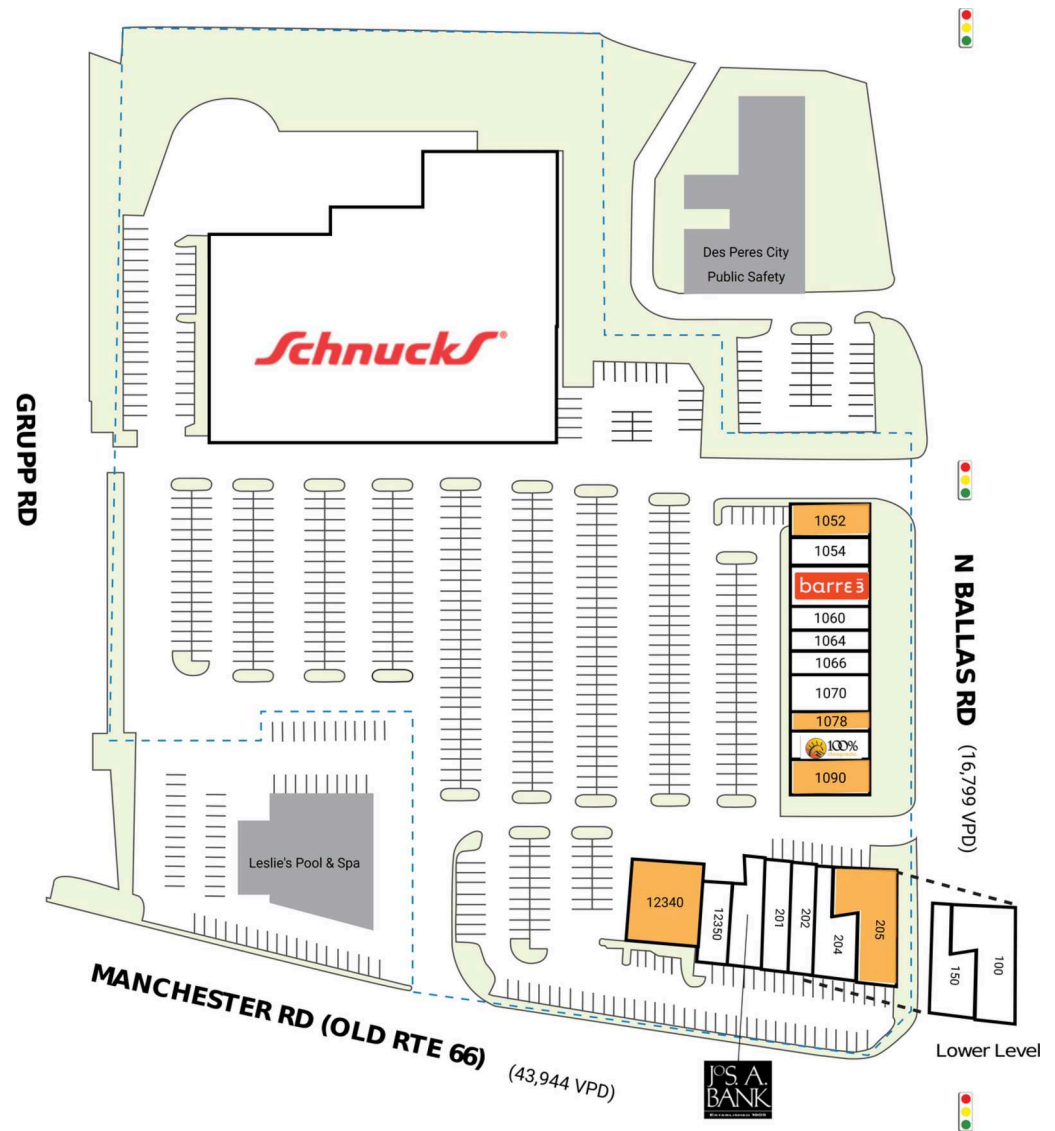 Des Peres City
Public Safety
Schnucks®
GRUPP RD
1052
1054
barre3
1060
1064
1066
1070
1078
100%
1090
N BALLAS RD (16,799 VPD)
Leslie's Pool & Spa
12340
12350
201
202
204
205
150
100
Lower Level
MANCHESTER RD (OLD RTE 66) (43,944 VPD)
JoS. A.
BANK
ESTABLISHED 1905